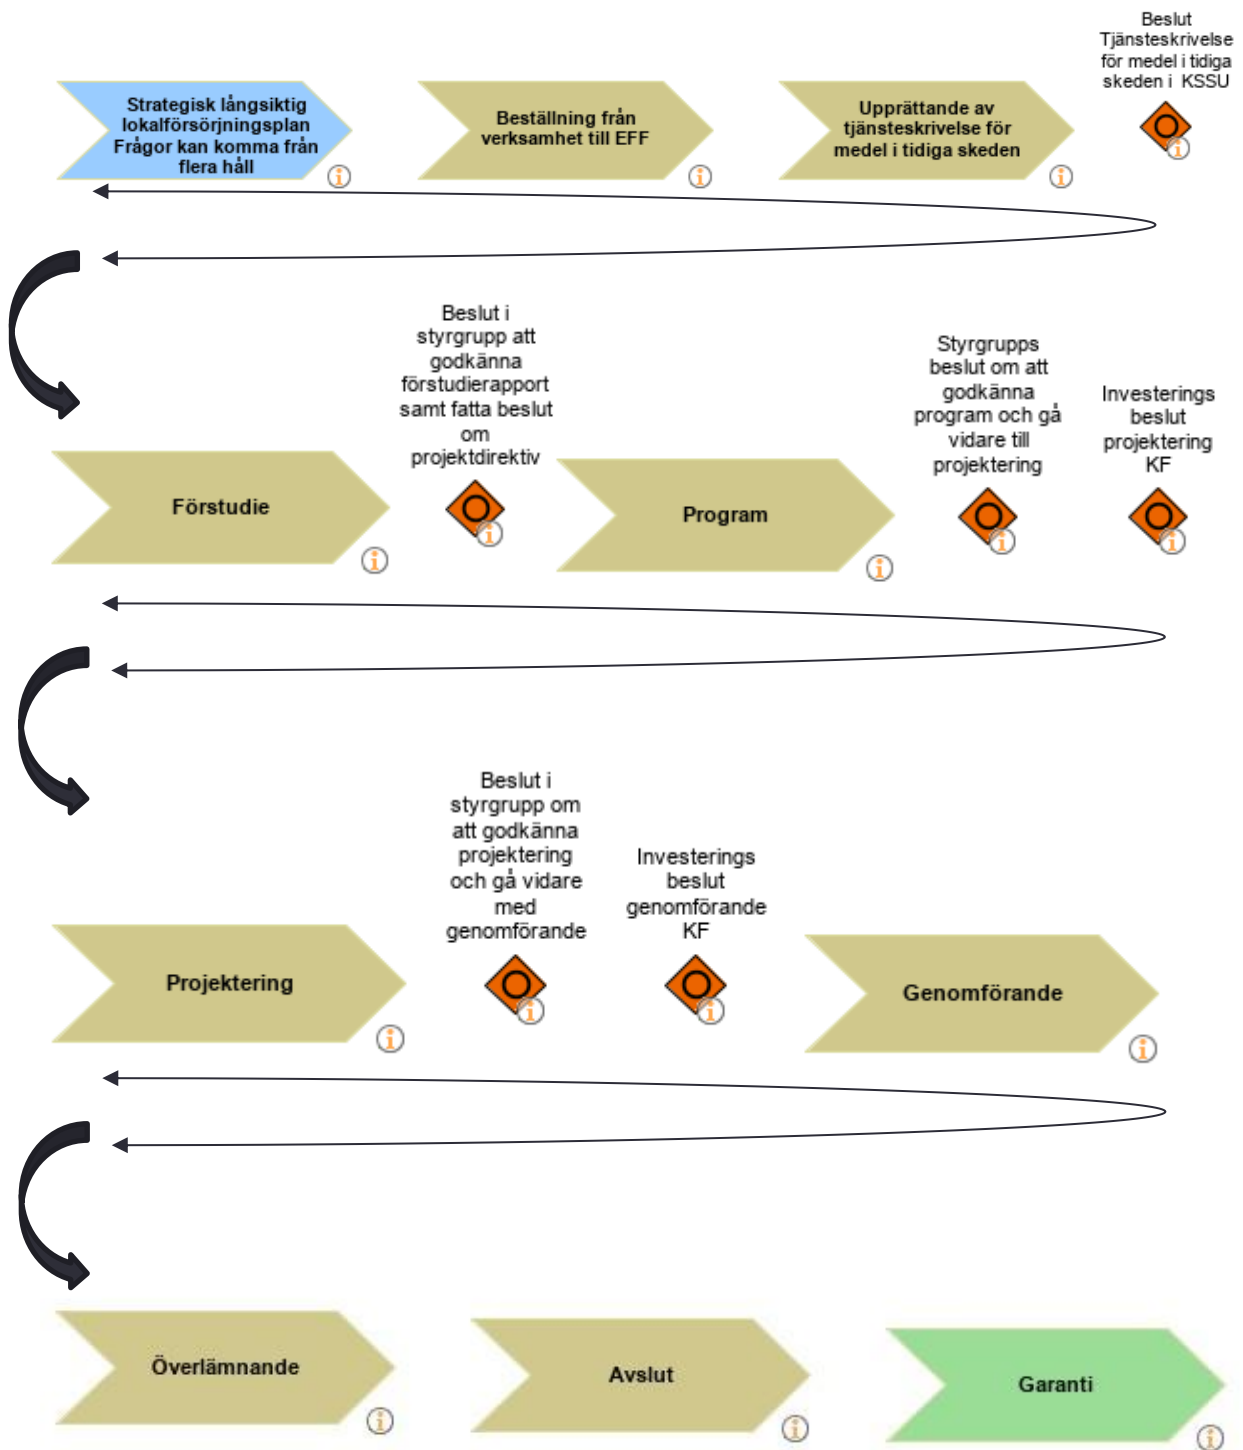 Strategisk långsiktig
lokalförsörjningsplan
Frågor kan komma från
flera håll
Beställning från
verksamhet till EFF
Upprättande av
tjänsteskrivelse för
medel i tidiga skeden
Beslut
Tjänsteskrivelse
för medel i tidiga
skeden i KSSU
Förstudie
Beslut i
styrgrupp att
godkänna
förstudierapport
samt fatta beslut
om
projektdirektiv
Program
Styrgrupps
beslut om att
godkänna
program och gå
vidare till
projektering
Investerings
beslut
projektering
KF
Projektering
Beslut i
styrgrupp om
att godkänna
projektering
och gå vidare
med
genomförande
Investerings
beslut
genomförande
KF
Genomförande
Överlämnande
Avslut
Garanti